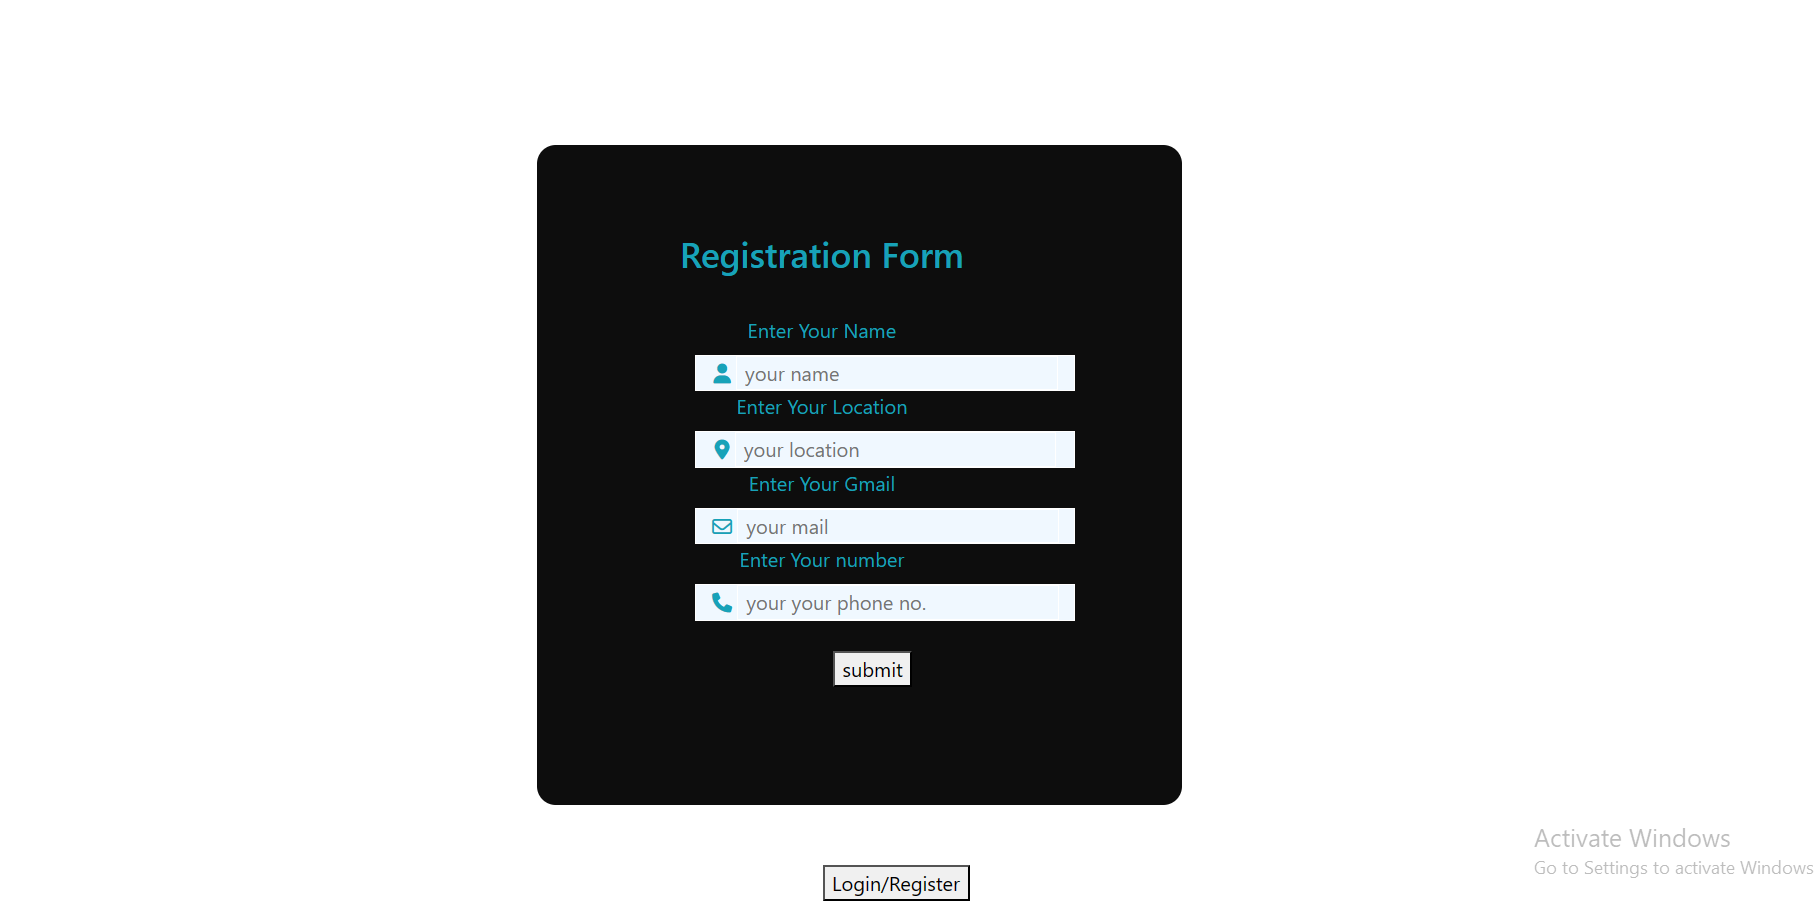 Registration Form
Enter Your Name
your name
Enter Your Location
your location
Enter Your Gmail
your mail
Enter Your number
your your phone no.
submit
Login/Register
Activate Windows
Go to Settings to activate Windows